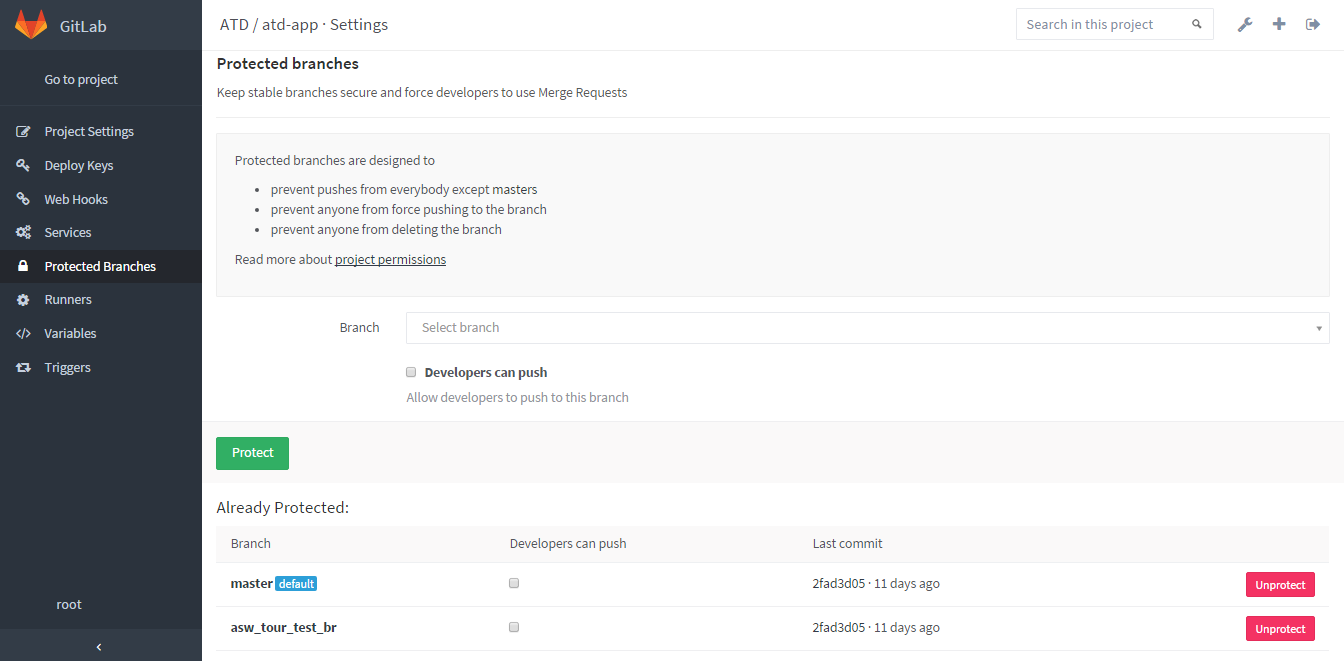 GitLab
ATD / atd-app · Settings
Search in this project
Go to project
Project Settings
Deploy Keys
Web Hooks
Services
Protected Branches
Runners
Variables
Triggers
root
Protected branches
Keep stable branches secure and force developers to use Merge Requests
Protected branches are designed to
• prevent pushes from everybody except masters
• prevent anyone from force pushing to the branch
• prevent anyone from deleting the branch
Read more about project permissions
Branch Select branch
Developers can push
Allow developers to push to this branch
Protect
Already Protected:
Branch Developers can push Last commit
master default 2fad3d05 · 11 days ago Unprotect
asw_tour_test_br 2fad3d05 · 11 days ago Unprotect